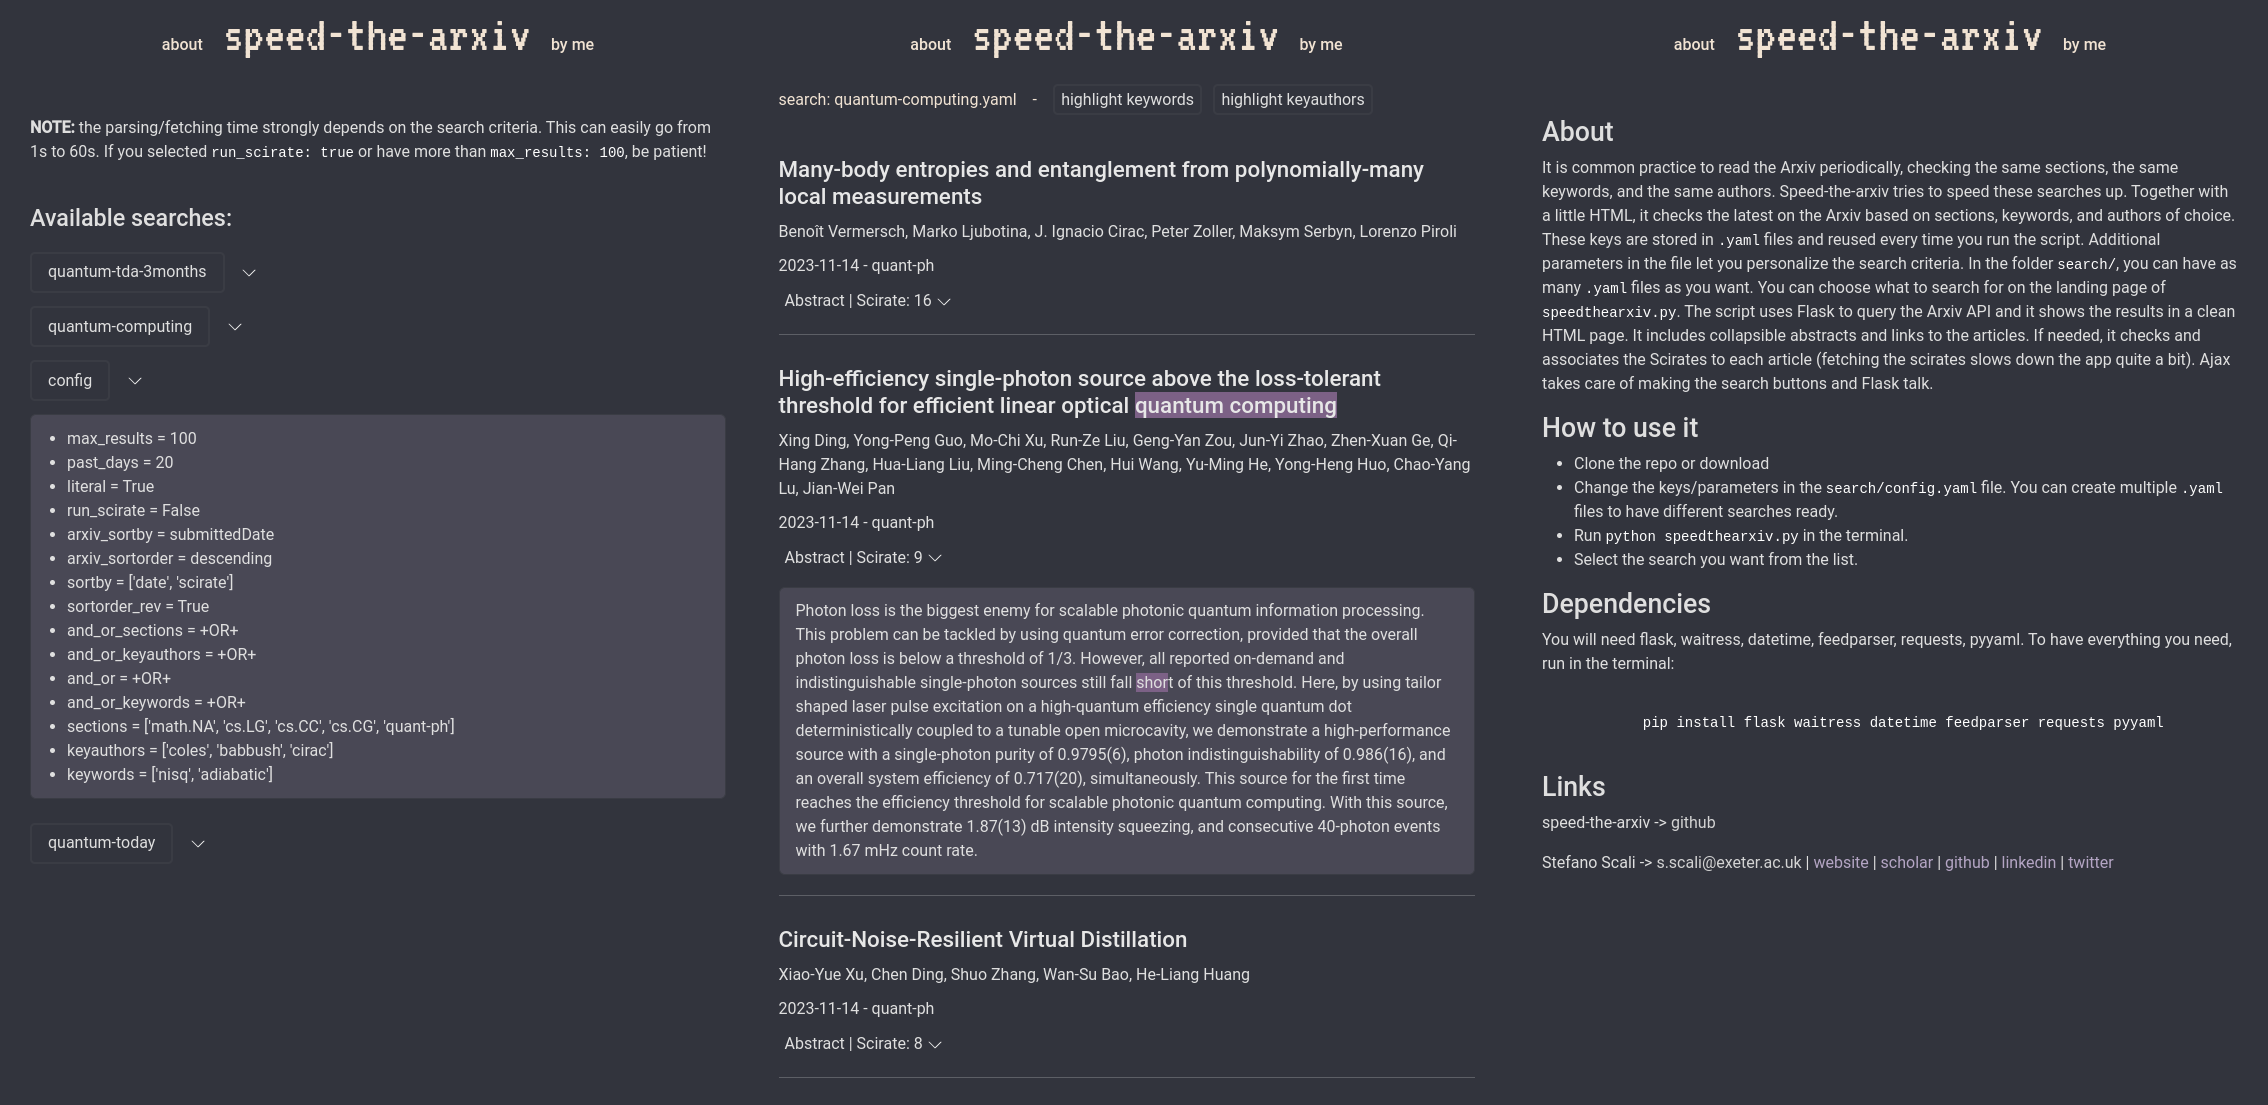 about speed-the-arxiv by me
NOTE: the parsing/fetching time strongly depends on the search criteria. This can easily go from
1s to 60s. If you selected run_scirate: true or have more than max_results: 100, be patient!
Available searches:
quantum-tda-3months
quantum-computing
config
• max_results = 100
• past_days = 20
• literal = True
• run_scirate = False
• arxiv_sortby = submittedDate
• arxiv_sortorder = descending
• sortby = ['date', 'scirate']
• sortorder_rev = True
• and_or_sections = +OR+
• and_or_keyauthors = +OR+
• and_or = +OR+
• and_or_keywords = +OR+
• sections = ['math.NA', 'cs.LG', 'cs.CC', 'cs.CG', 'quant-ph']
• keyauthors = ['coles', 'babbush', 'cirac']
• keywords = ['nisq', 'adiabatic']
quantum-today
about speed-the-arxiv by me
search: quantum-computing.yaml - highlight keywords highlight keyauthors
Many-body entropies and entanglement from polynomially-many
local measurements
Benoît Vermersch, Marko Ljubotina, J. Ignacio Cirac, Peter Zoller, Maksym Serbyn, Lorenzo Piroli
2023-11-14 - quant-ph
Abstract | Scirate: 16
High-efficiency single-photon source above the loss-tolerant
threshold for efficient linear optical quantum computing
Xing Ding, Yong-Peng Guo, Mo-Chi Xu, Run-Ze Liu, Geng-Yan Zou, Jun-Yi Zhao, Zhen-Xuan Ge, Qi-
Hang Zhang, Hua-Liang Liu, Ming-Cheng Chen, Hui Wang, Yu-Ming He, Yong-Heng Huo, Chao-Yang
Lu, Jian-Wei Pan
2023-11-14 - quant-ph
Abstract | Scirate: 9
Photon loss is the biggest enemy for scalable photonic quantum information processing.
This problem can be tackled by using quantum error correction, provided that the overall
photon loss is below a threshold of 1/3. However, all reported on-demand and
indistinguishable single-photon sources still fall short of this threshold. Here, by using tailor
shaped laser pulse excitation on a high-quantum efficiency single quantum dot
deterministically coupled to a tunable open microcavity, we demonstrate a high-performance
source with a single-photon purity of 0.9795(6), photon indistinguishability of 0.986(16), and
an overall system efficiency of 0.717(20), simultaneously. This source for the first time
reaches the efficiency threshold for scalable photonic quantum computing. With this source,
we further demonstrate 1.87(13) dB intensity squeezing, and consecutive 40-photon events
with 1.67 mHz count rate.
Circuit-Noise-Resilient Virtual Distillation
Xiao-Yue Xu, Chen Ding, Shuo Zhang, Wan-Su Bao, He-Liang Huang
2023-11-14 - quant-ph
Abstract | Scirate: 8
about speed-the-arxiv by me
About
It is common practice to read the Arxiv periodically, checking the same sections, the same
keywords, and the same authors. Speed-the-arxiv tries to speed these searches up. Together with
a little HTML, it checks the latest on the Arxiv based on sections, keywords, and authors of choice.
These keys are stored in .yaml files and reused every time you run the script. Additional
parameters in the file let you personalize the search criteria. In the folder search/, you can have as
many .yaml files as you want. You can choose what to search for on the landing page of
speedthearxiv.py. The script uses Flask to query the Arxiv API and it shows the results in a clean
HTML page. It includes collapsible abstracts and links to the articles. If needed, it checks and
associates the Scirates to each article (fetching the scirates slows down the app quite a bit). Ajax
takes care of making the search buttons and Flask talk.
How to use it
• Clone the repo or download
• Change the keys/parameters in the search/config.yaml file. You can create multiple .yaml
files to have different searches ready.
• Run python speedthearxiv.py in the terminal.
• Select the search you want from the list.
Dependencies
You will need flask, waitress, datetime, feedparser, requests, pyyaml. To have everything you need,
run in the terminal:
pip install flask waitress datetime feedparser requests pyyaml
Links
speed-the-arxiv -> github
Stefano Scali -> s.scali@exeter.ac.uk | website | scholar | github | linkedin | twitter